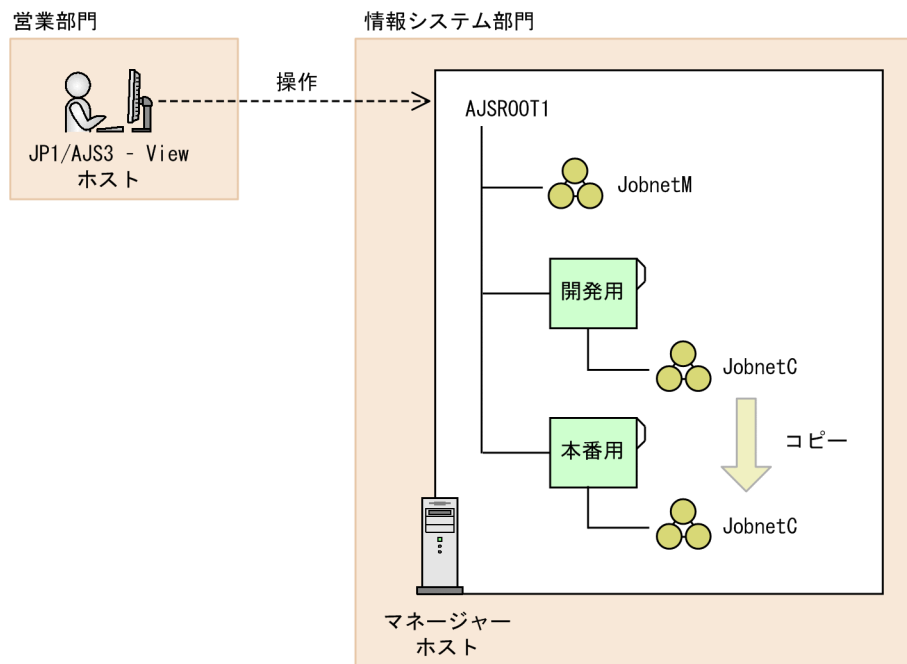 営業部門
情報システム部門
操作
JP1/AJS3 - View
ホスト
AJSROOT1
JobnetM
開発用
JobnetC
コピー
本番用
JobnetC
マネージャー
ホスト